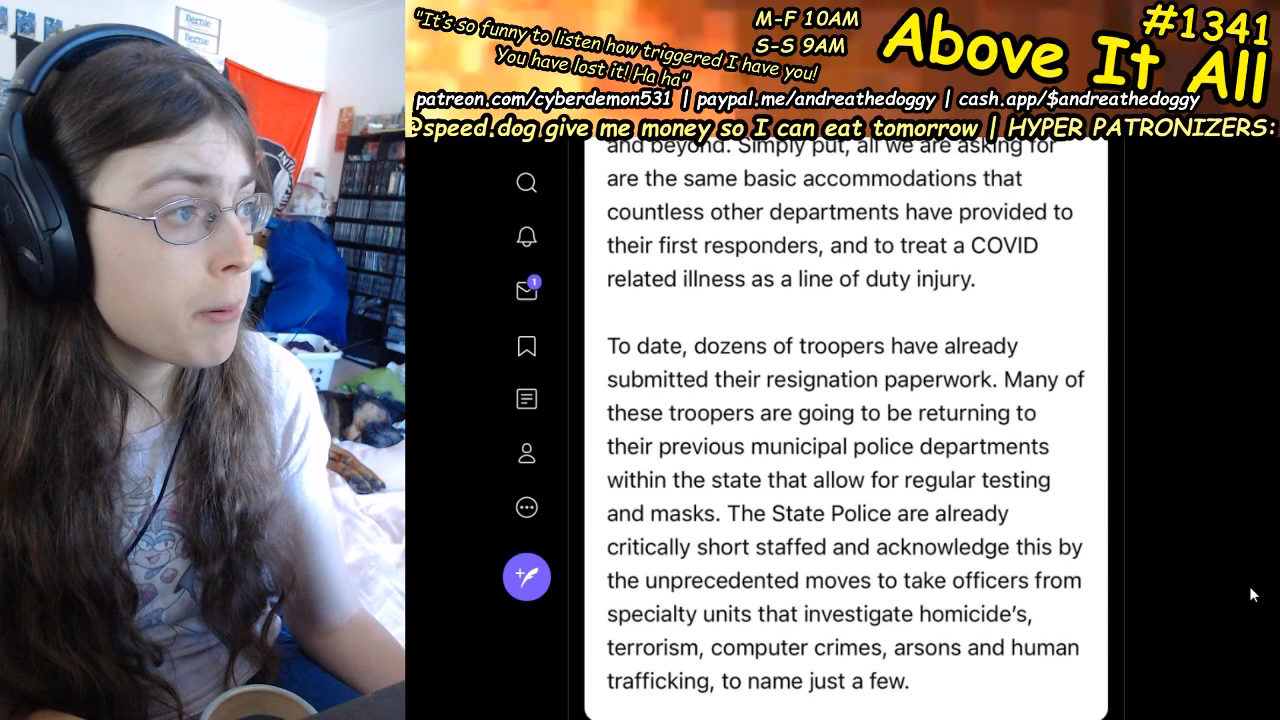 Bernie
Bernie
"It's so funny to listen how triggered I have you!
You have lost it! Ha ha"
M-F 10AM
S-S 9AM
#1341
Above It All
patreon.com/cyberdemon531 | paypal.me/andreathedoggy | cash.app/$andreathedoggy
@speed.dog give me money so I can eat tomorrow | HYPER PATRONIZERS:
and beyond. Simply put, all we are asking for
are the same basic accommodations that
countless other departments have provided to
their first responders, and to treat a COVID
related illness as a line of duty injury.
1
To date, dozens of troopers have already
submitted their resignation paperwork. Many of
these troopers are going to be returning to
their previous municipal police departments
within the state that allow for regular testing
and masks. The State Police are already
critically short staffed and acknowledge this by
the unprecedented moves to take officers from
specialty units that investigate homicide's,
terrorism, computer crimes, arsons and human
trafficking, to name just a few.